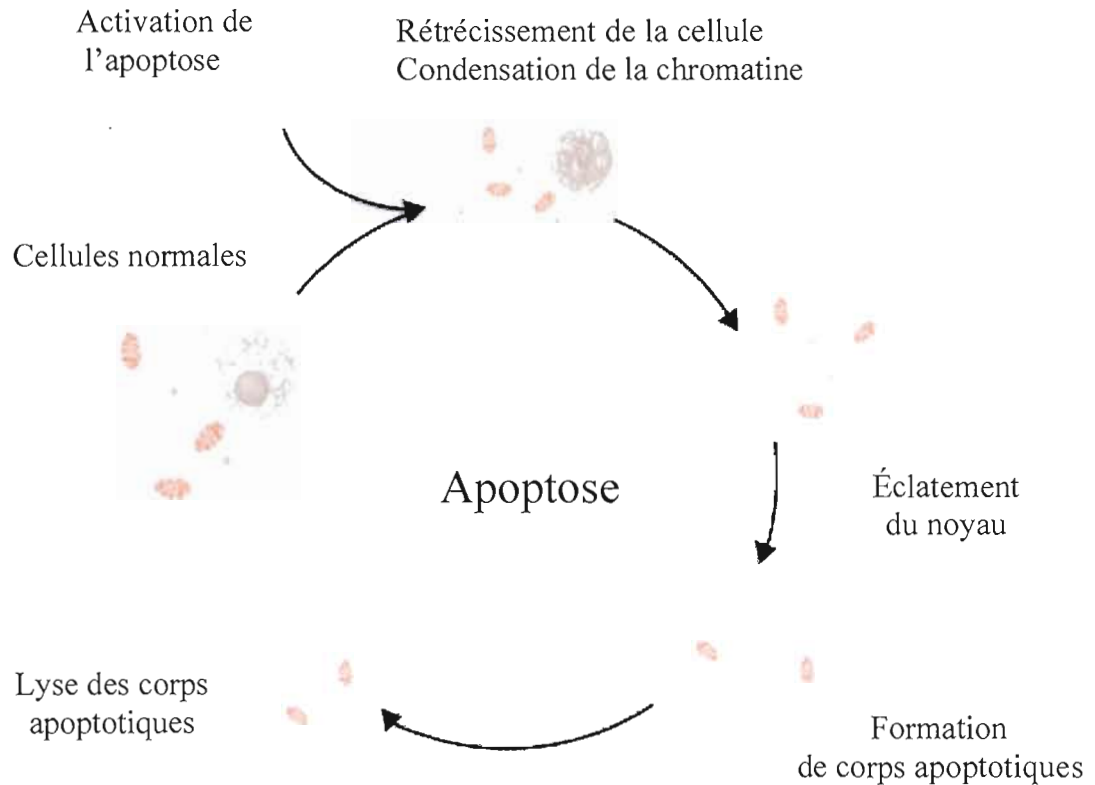 Activation de
l'apoptose
Rétrécissement de la cellule
Condensation de la chromatine
Cellules normales
Apoptose
Éclatement
du noyau
Lyse des corps
apoptotiques
Formation
de corps apoptotiques